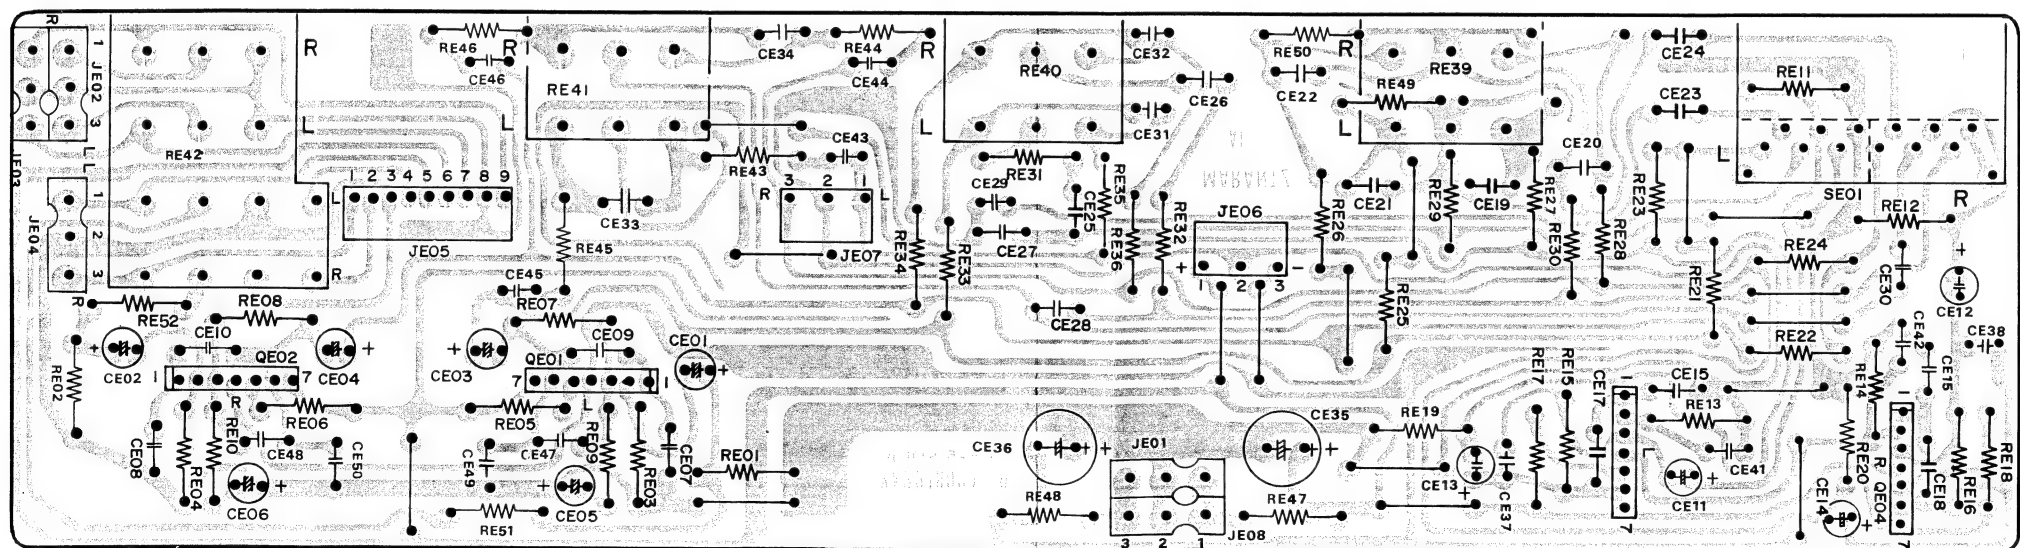 R
1
JE02
3
L
JE03
L
1
JE04
2
3
R
R
L
RE42
L
R
RE46
R
CE46
L
1 2 3 4 5 6 7 8 9
JE05
RE41
CE34
RE44
CE44
CE43
RE43
R 3 2 1 L
JE07
CE33
RE45
CE45
L
RE40
CE32
CE31
RE31
CE29
CE27
CE25
RE35
RE36
RE32
RE34
RE33
CE28
CE26
RE50
R
CE22
L
MARANTZ
JE06
+ 1 2 3 -
RE26
RE39
RE49
CE21
RE29
CE19
RE27
RE30
RE28
RE25
CE20
CE24
CE23
RE23
RE21
RE11
L
SE01
R
RE12
RE24
RE22
CE30
+
CE12
CE42
CE38
CE15
RE52
RE08
CE10
+
CE02
QE02
1 7
R
CE04
+
RE02
RE06
RE10
CE48
CE08
RE04
CE06
+
CE50
RE07
CE09
+
CE03
QE01
7 1
L
CE01
+
RE05
CE47
CE49
RE09
RE03
CE07
CE05
+
RE51
RE01
CE36
+
RE48
JE01
3 2 1
JE08
CE35
+
RE47
RE19
CE13
+
CE37
RE17
RE15
CE17
L
7
CE15
RE13
CE41
CE11
+
RE14
RE20
R
QE04
7
CE14
+
CE18
RE16
RE18